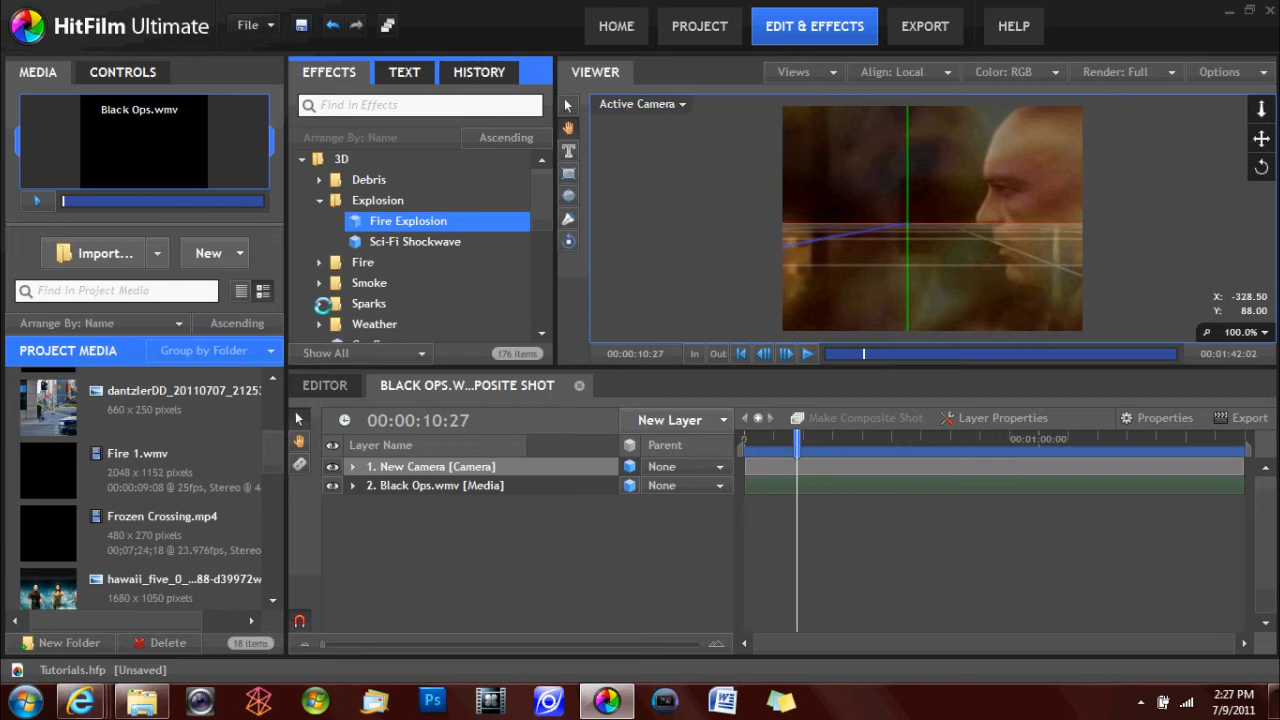 HitFilm Ultimate
File
HOME
PROJECT
EDIT & EFFECTS
EXPORT
HELP
MEDIA
CONTROLS
EFFECTS
TEXT
HISTORY
VIEWER
Views
Align: Local
Color: RGB
Render: Full
Options
Black Ops.wmv
Find in Effects
Active Camera
Arrange By: Name
Ascending
3D
Debris
Explosion
Fire Explosion
Sci-Fi Shockwave
Fire
Smoke
Sparks
Weather
Show All
176 items
Import...
New
Find in Project Media
Arrange By: Name
Ascending
X: -328.50
Y: 88.00
100.0%
PROJECT MEDIA
Group by Folder
00:00:10:27
In
Out
00:01:42:02
dantzlerDD_20110707_2125
660 x 250 pixels
Fire 1.wmv
2048 x 1152 pixels
00:00:09:08 @ 25fps, Stereo @ 4
Frozen Crossing.mp4
480 x 270 pixels
00;07;24;18 @ 23.976fps, Stereo
hawaii_five_0_...88-d39972w
1680 x 1050 pixels
New Folder
Delete
18 items
EDITOR
BLACK OPS.W...POSITE SHOT
00:00:10:27
New Layer
Make Composite Shot
Layer Properties
Properties
Export
Layer Name
Parent
0
00:01:00:00
1. New Camera [Camera]
None
2. Black Ops.wmv [Media]
None
Tutorials.hfp [Unsaved]
Ps
W
2:27 PM
7/9/2011